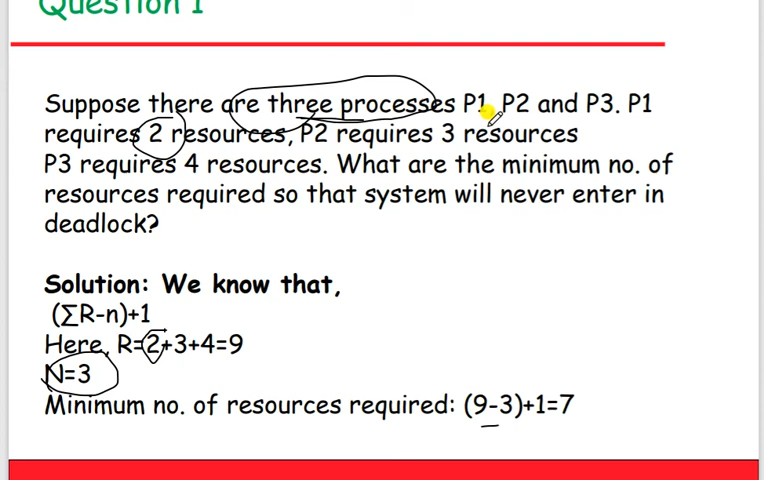 Question 1
Suppose there are three processes P1, P2 and P3. P1
requires 2 resources, P2 requires 3 resources
P3 requires 4 resources. What are the minimum no. of
resources required so that system will never enter in
deadlock?
Solution: We know that,
(∑R-n)+1
Here, R=2+3+4=9
N=3
Minimum no. of resources required: (9-3)+1=7